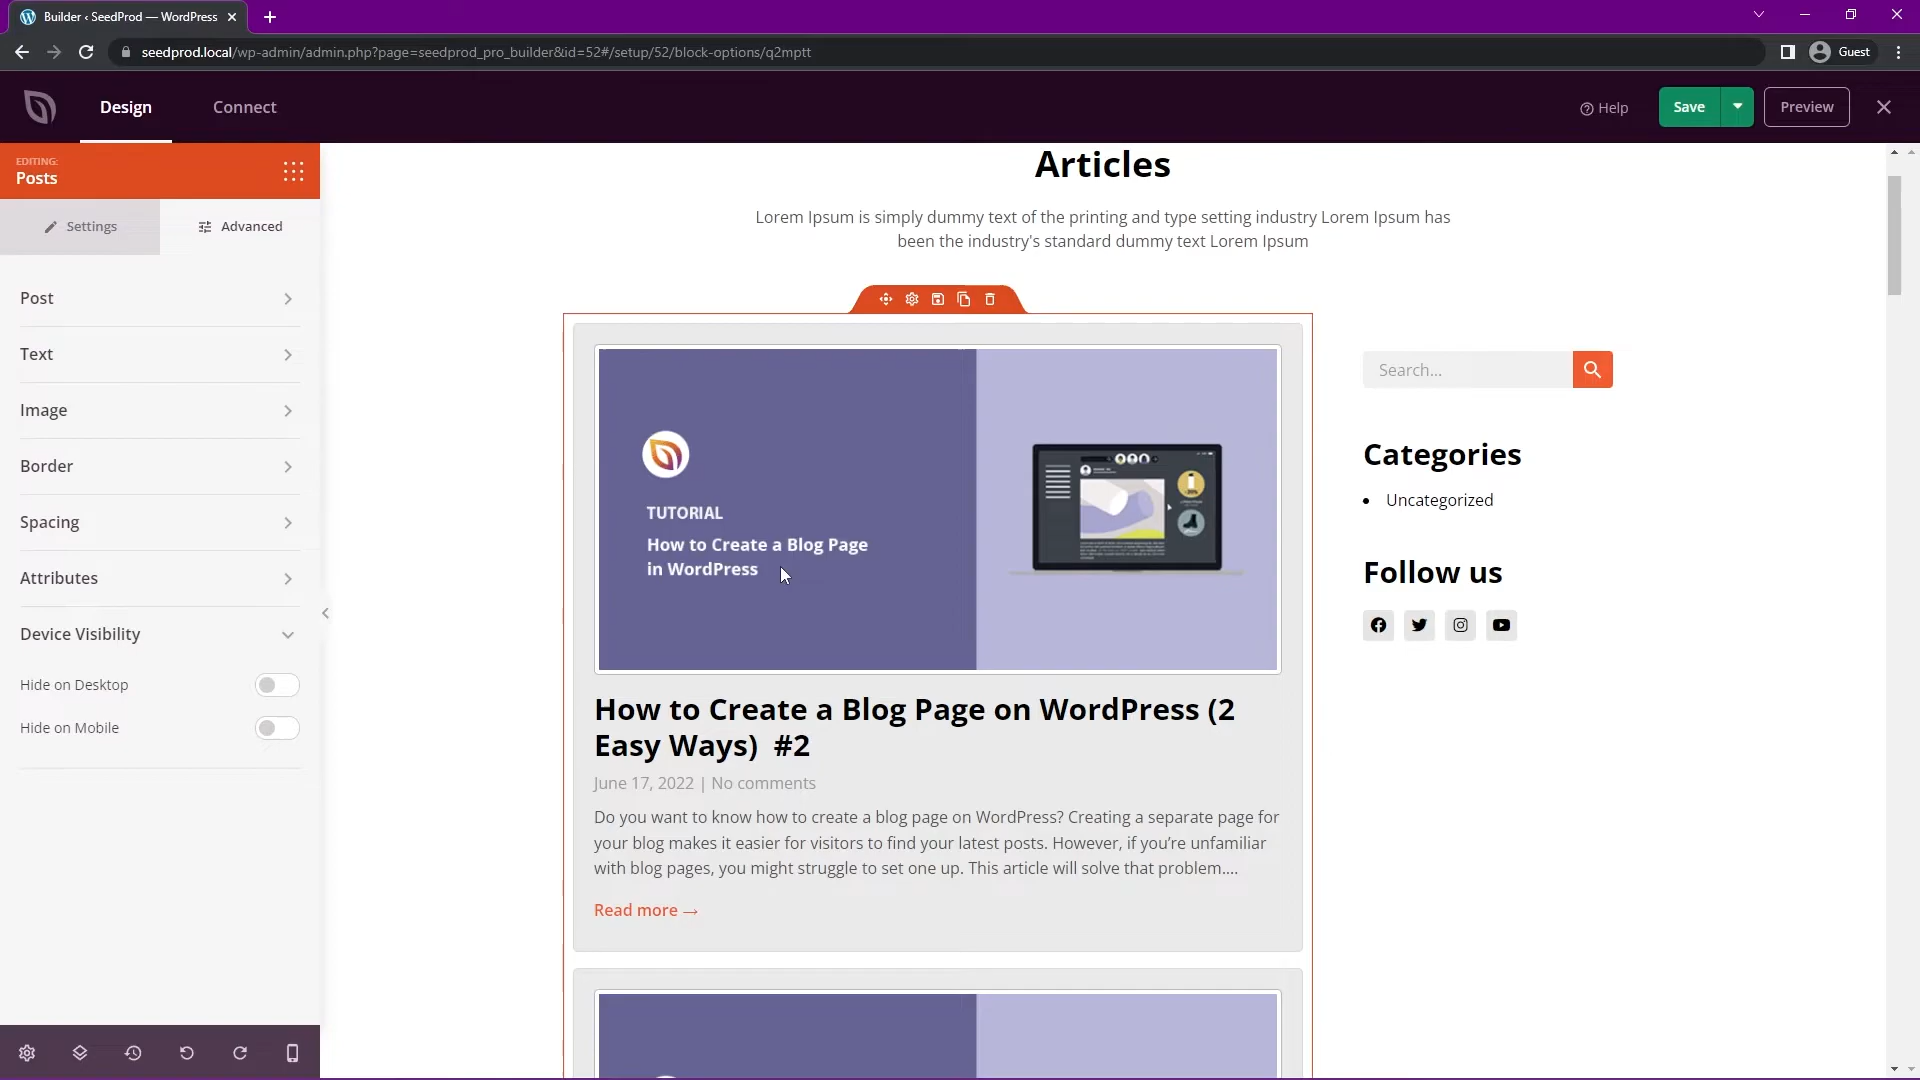 Builder ‹ SeedProd — WordPress
seedprod.local/wp-admin/admin.php?page=seedprod_pro_builder&id=52#/setup/52/block-options/q2mptt
Guest
Design
Connect
Help
Save
Preview
EDITING:
Posts
Settings
Advanced
Post
Text
Image
Border
Spacing
Attributes
Device Visibility
Hide on Desktop
Hide on Mobile
Articles
Lorem Ipsum is simply dummy text of the printing and type setting industry Lorem Ipsum has
been the industry's standard dummy text Lorem Ipsum
TUTORIAL
How to Create a Blog Page
in WordPress
How to Create a Blog Page on WordPress (2
Easy Ways) #2
June 17, 2022 | No comments
Do you want to know how to create a blog page on WordPress? Creating a separate page for
your blog makes it easier for visitors to find your latest posts. However, if you’re unfamiliar
with blog pages, you might struggle to set one up. This article will solve that problem....
Read more →
Search...
Categories
Uncategorized
Follow us